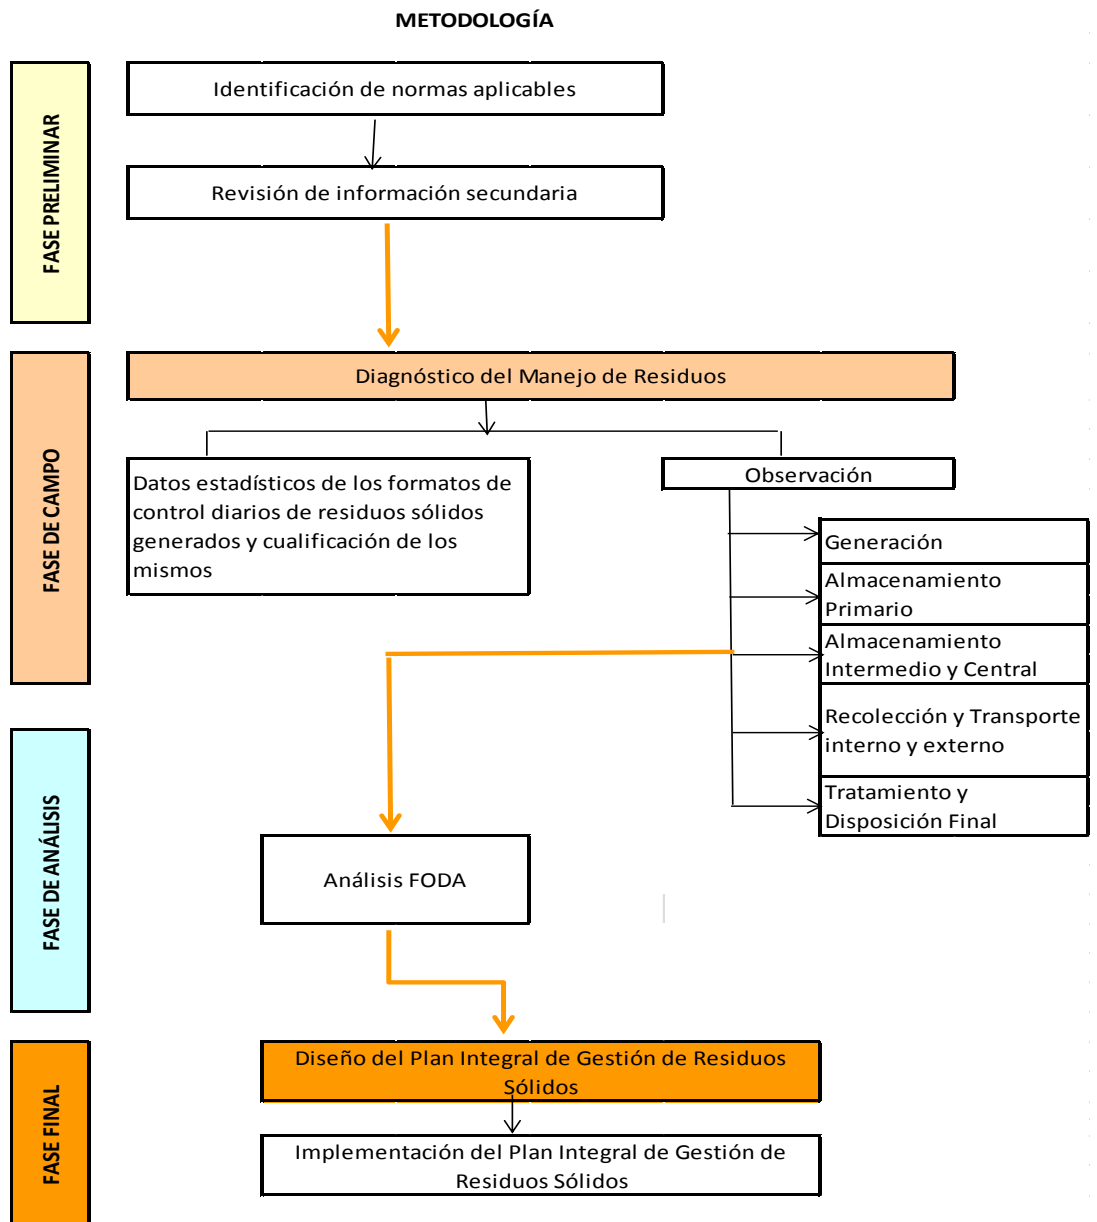 METODOLOGÍA
FASE PRELIMINAR
Identificación de normas aplicables
Revisión de información secundaria
FASE DE CAMPO
Diagnóstico del Manejo de Residuos
Datos estadísticos de los formatos de
control diarios de residuos sólidos
generados y cualificación de los
mismos
Observación
Generación
Almacenamiento
Primario
Almacenamiento
Intermedio y Central
Recolección y Transporte
interno y externo
Tratamiento y
Disposición Final
FASE DE ANÁLISIS
Análisis FODA
FASE FINAL
Diseño del Plan Integral de Gestión de Residuos
Sólidos
Implementación del Plan Integral de Gestión de
Residuos Sólidos